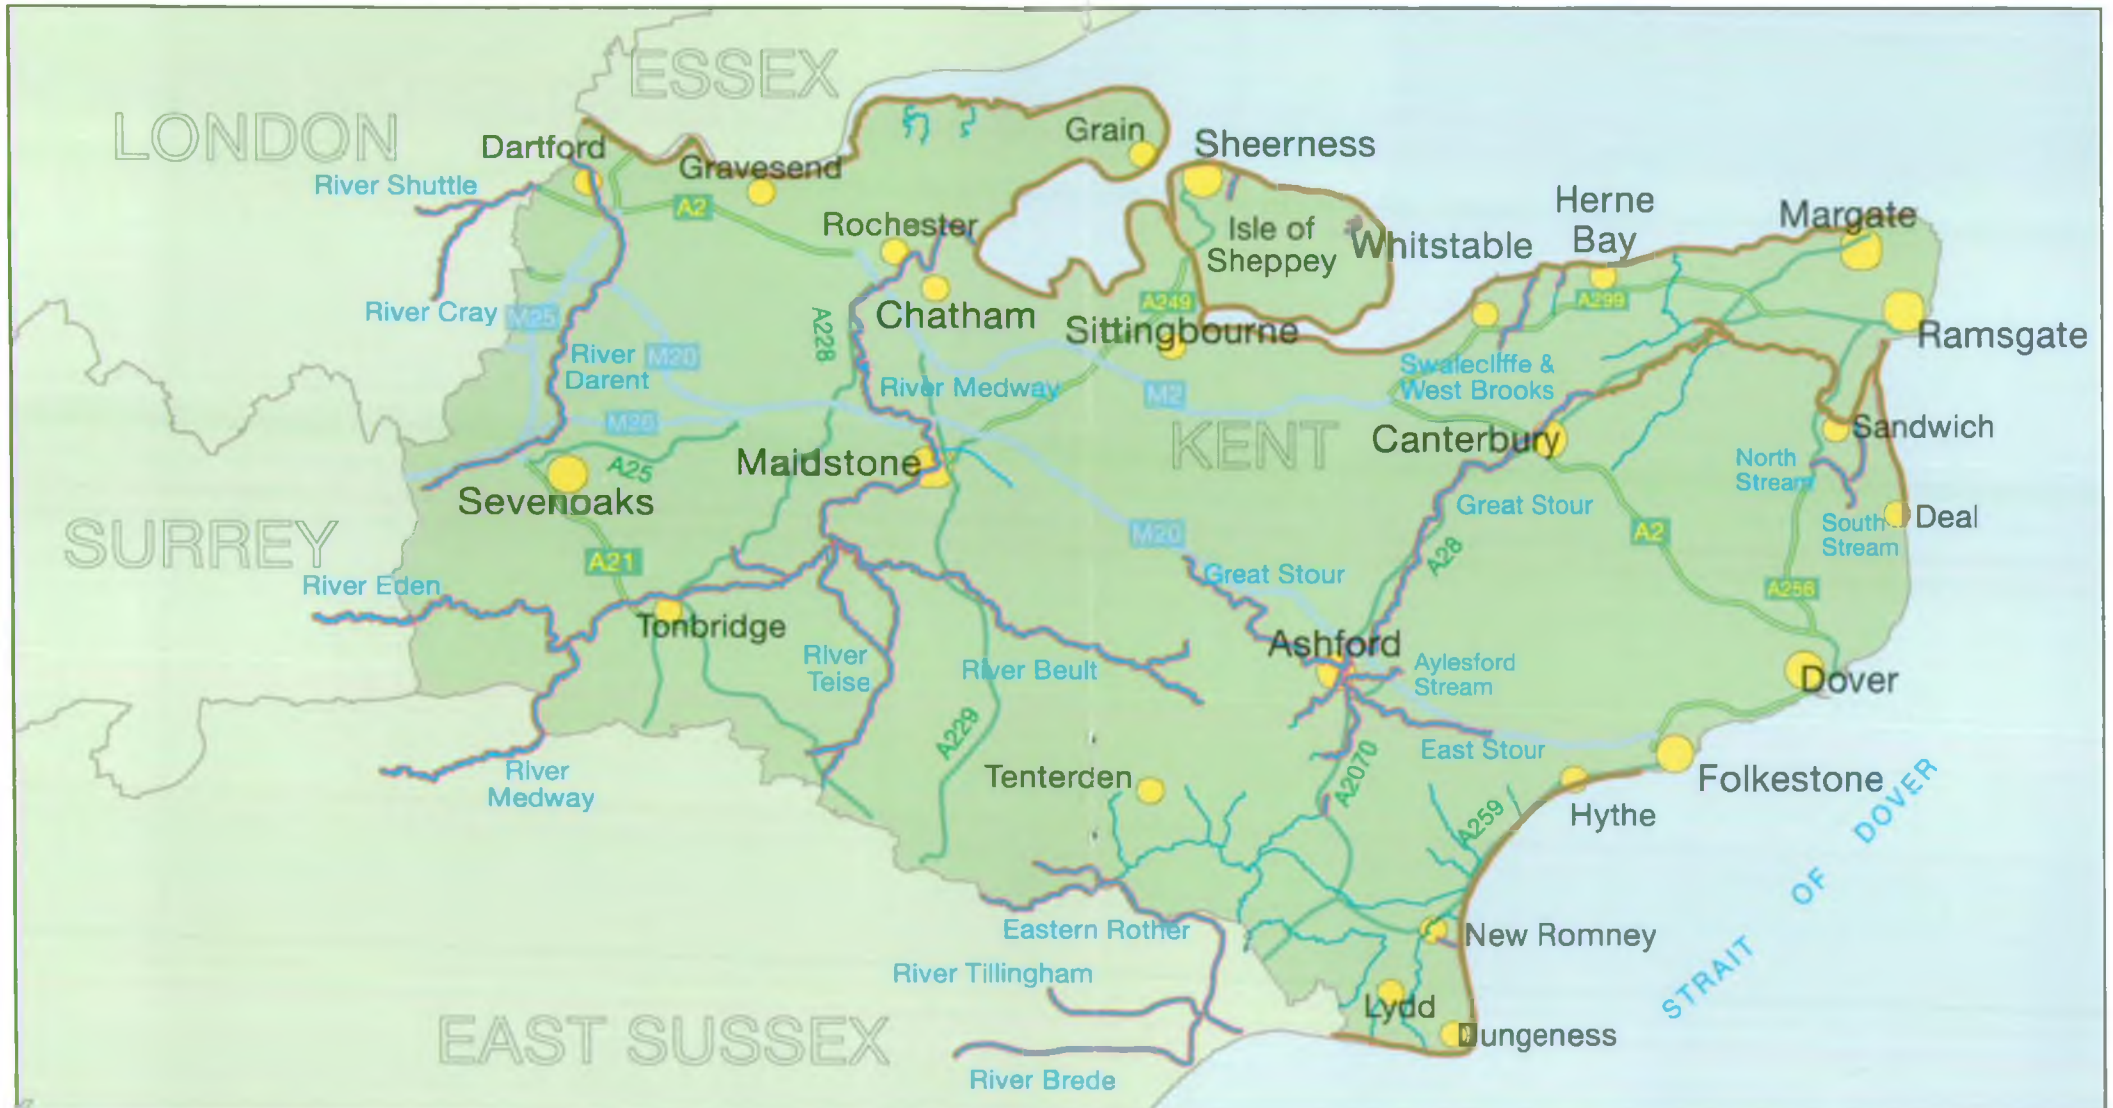 ESSEX
LONDON
Dartford
Grain
Sheerness
River Shuttle
Gravesend
A2
Rochester
Isle of
Sheppey
Whitstable
Herne
Bay
Margate
River Cray
M25
A228
Chatham
A249
Sittingbourne
A299
Ramsgate
River
Darent
M20
River Medway
M2
Swalecliffe &
West Brooks
M26
A25
Maidstone
KENT
Canterbury
Sandwich
Sevenoaks
North
Stream
Great Stour
SURREY
A21
M20
A28
A2
South
Stream
Deal
River Eden
Great Stour
A256
Tonbridge
River
Teise
River Beult
Ashford
Aylesford
Stream
Dover
A229
East Stour
River
Medway
Tenterden
A2070
A259
Hythe
Folkestone
STRAIT OF DOVER
Eastern Rother
New Romney
River Tillingham
Lydd
EAST SUSSEX
Dungeness
River Brede